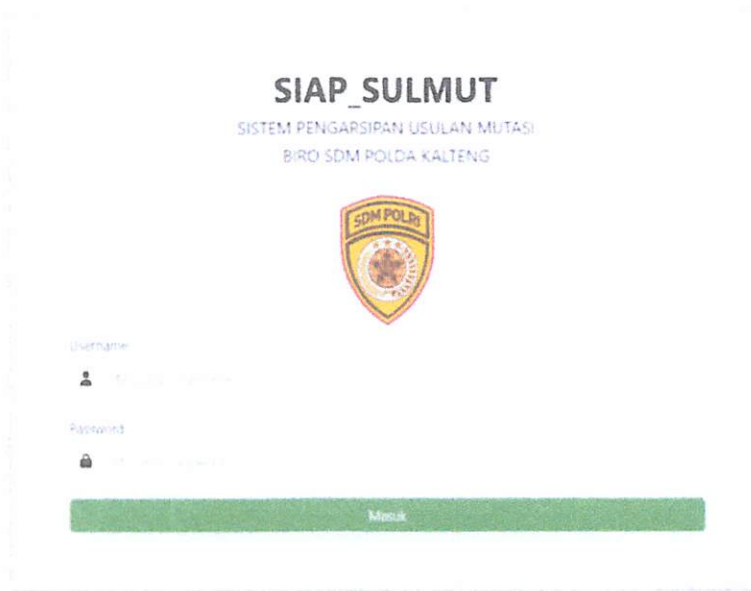 SIAP_SULMUT
SISTEM PENGARSIPAN USULAN MUTASI
BIRO SDM POLDA KALTENG
SDM POLRI
Username
Password
Masuk